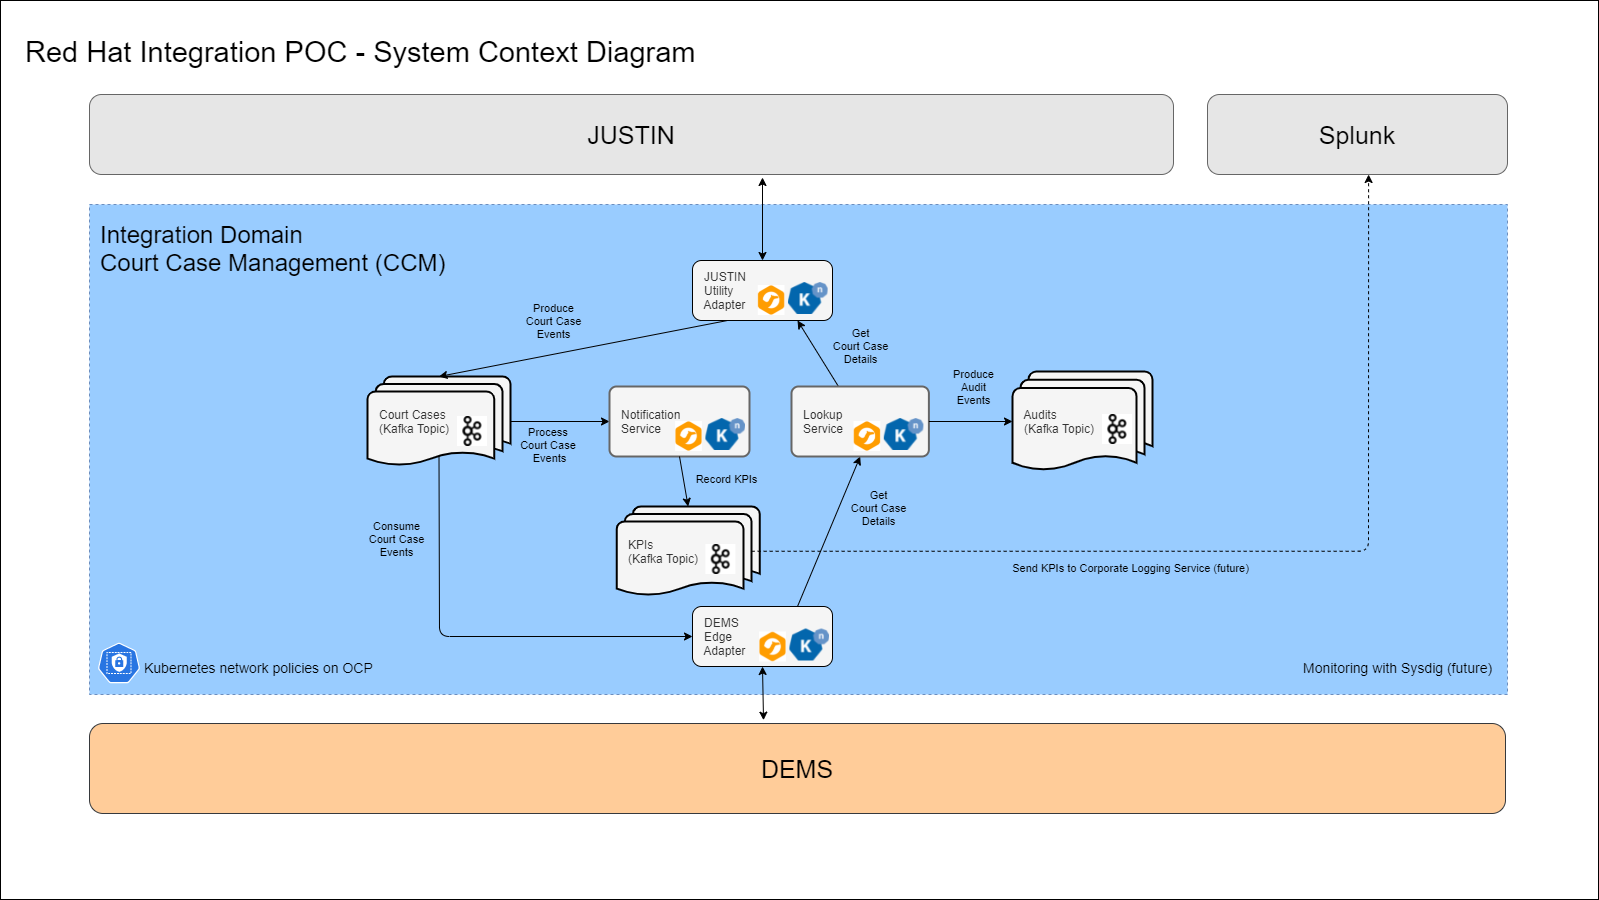 Red Hat Integration POC - System Context Diagram
JUSTIN
Splunk
Integration Domain
Court Case Management (CCM)
JUSTIN
Utility
Adapter
n
K
Produce
Court Case
Events
Get
Court Case
Details
Produce
Audit
Events
Court Cases
(Kafka Topic)
Process
Court Case
Events
Notification
Service
n
K
Lookup
Service
n
K
Audits
(Kafka Topic)
Record KPIs
Get
Court Case
Details
Consume
Court Case
Events
KPIs
(Kafka Topic)
Send KPIs to Corporate Logging Service (future)
DEMS
Edge
Adapter
n
K
Kubernetes network policies on OCP
Monitoring with Sysdig (future)
DEMS